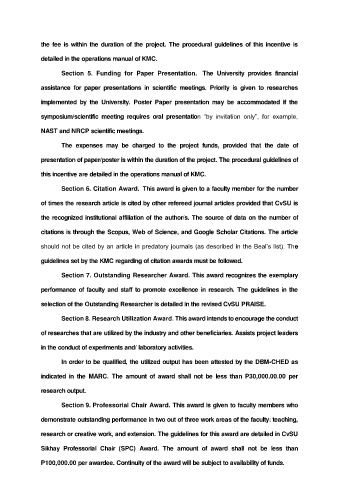 the fee is within the duration of the project. The procedural guidelines of this incentive is
detailed in the operations manual of KMC.
Section 5. Funding for Paper Presentation. The University provides financial
assistance for paper presentations in scientific meetings. Priority is given to researches
implemented by the University. Poster Paper presentation may be accommodated if the
symposium/scientific meeting requires oral presentation “by invitation only”, for example,
NAST and NRCP scientific meetings.
The expenses may be charged to the project funds, provided that the date of
presentation of paper/poster is within the duration of the project. The procedural guidelines of
this incentive are detailed in the operations manual of KMC.
Section 6. Citation Award. This award is given to a faculty member for the number
of times the research article is cited by other refereed journal articles provided that CvSU is
the recognized institutional affiliation of the author/s. The source of data on the number of
citations is through the Scopus, Web of Science, and Google Scholar Citations. The article
should not be cited by an article in predatory journals (as described in the Beal’s list). The
guidelines set by the KMC regarding of citation awards must be followed.
Section 7. Outstanding Researcher Award. This award recognizes the exemplary
performance of faculty and staff to promote excellence in research. The guidelines in the
selection of the Outstanding Researcher is detailed in the revised CvSU PRAISE.
Section 8. Research Utilization Award. This award intends to encourage the conduct
of researches that are utilized by the industry and other beneficiaries. Assists project leaders
in the conduct of experiments and/ laboratory activities.
In order to be qualified, the utilized output has been attested by the DBM-CHED as
indicated in the MARC. The amount of award shall not be less than P30,000.00.00 per
research output.
Section 9. Professorial Chair Award. This award is given to faculty members who
demonstrate outstanding performance in two out of three work areas of the faculty: teaching,
research or creative work, and extension. The guidelines for this award are detailed in CvSU
Sikhay Professorial Chair (SPC) Award. The amount of award shall not be less than
P100,000.00 per awardee. Continuity of the award will be subject to availability of funds.